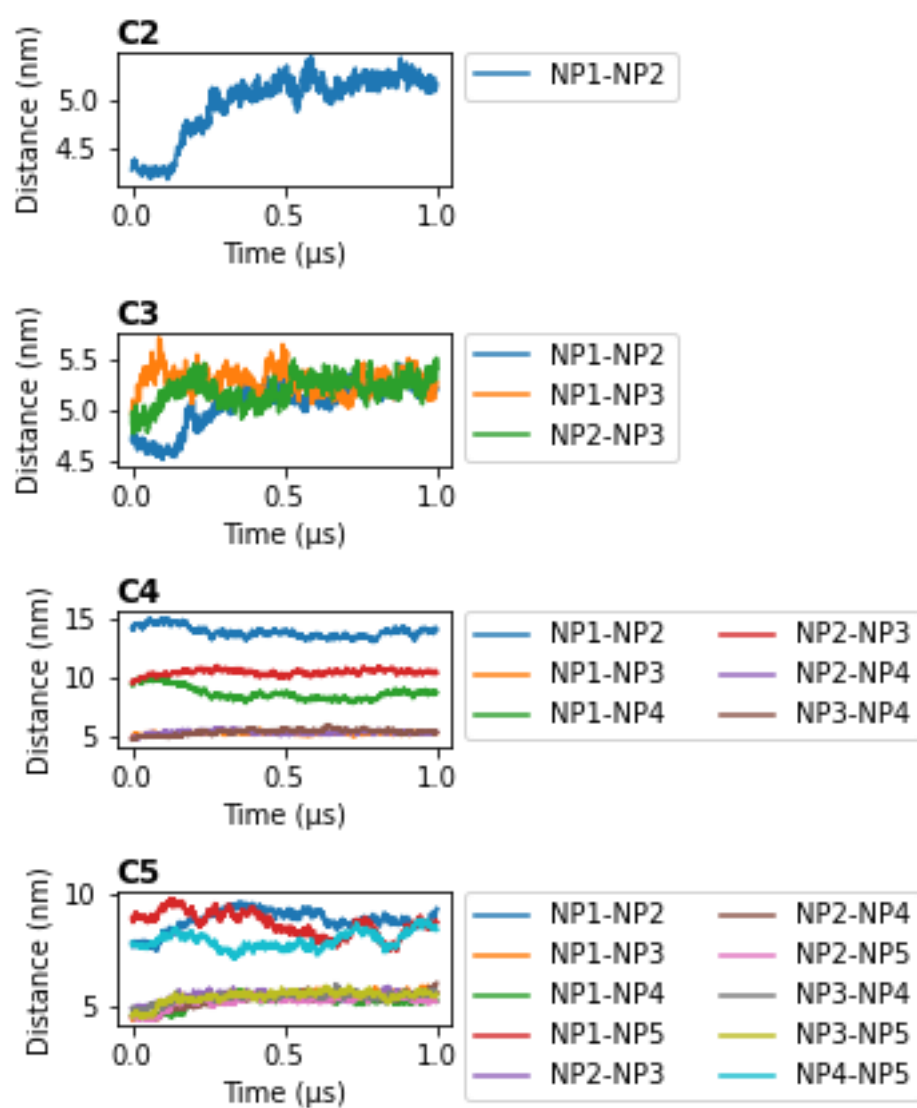 C2
Distance (nm)
5.0
4.5
0.0 0.5 1.0
Time (µs)
NP1-NP2
C3
Distance (nm)
5.5
5.0
4.5
0.0 0.5 1.0
Time (µs)
NP1-NP2
NP1-NP3
NP2-NP3
C4
Distance (nm)
15
10
5
0.0 0.5 1.0
Time (µs)
NP1-NP2 NP2-NP3
NP1-NP3 NP2-NP4
NP1-NP4 NP3-NP4
C5
Distance (nm)
10
5
0.0 0.5 1.0
Time (µs)
NP1-NP2 NP2-NP4
NP1-NP3 NP2-NP5
NP1-NP4 NP3-NP4
NP1-NP5 NP3-NP5
NP2-NP3 NP4-NP5